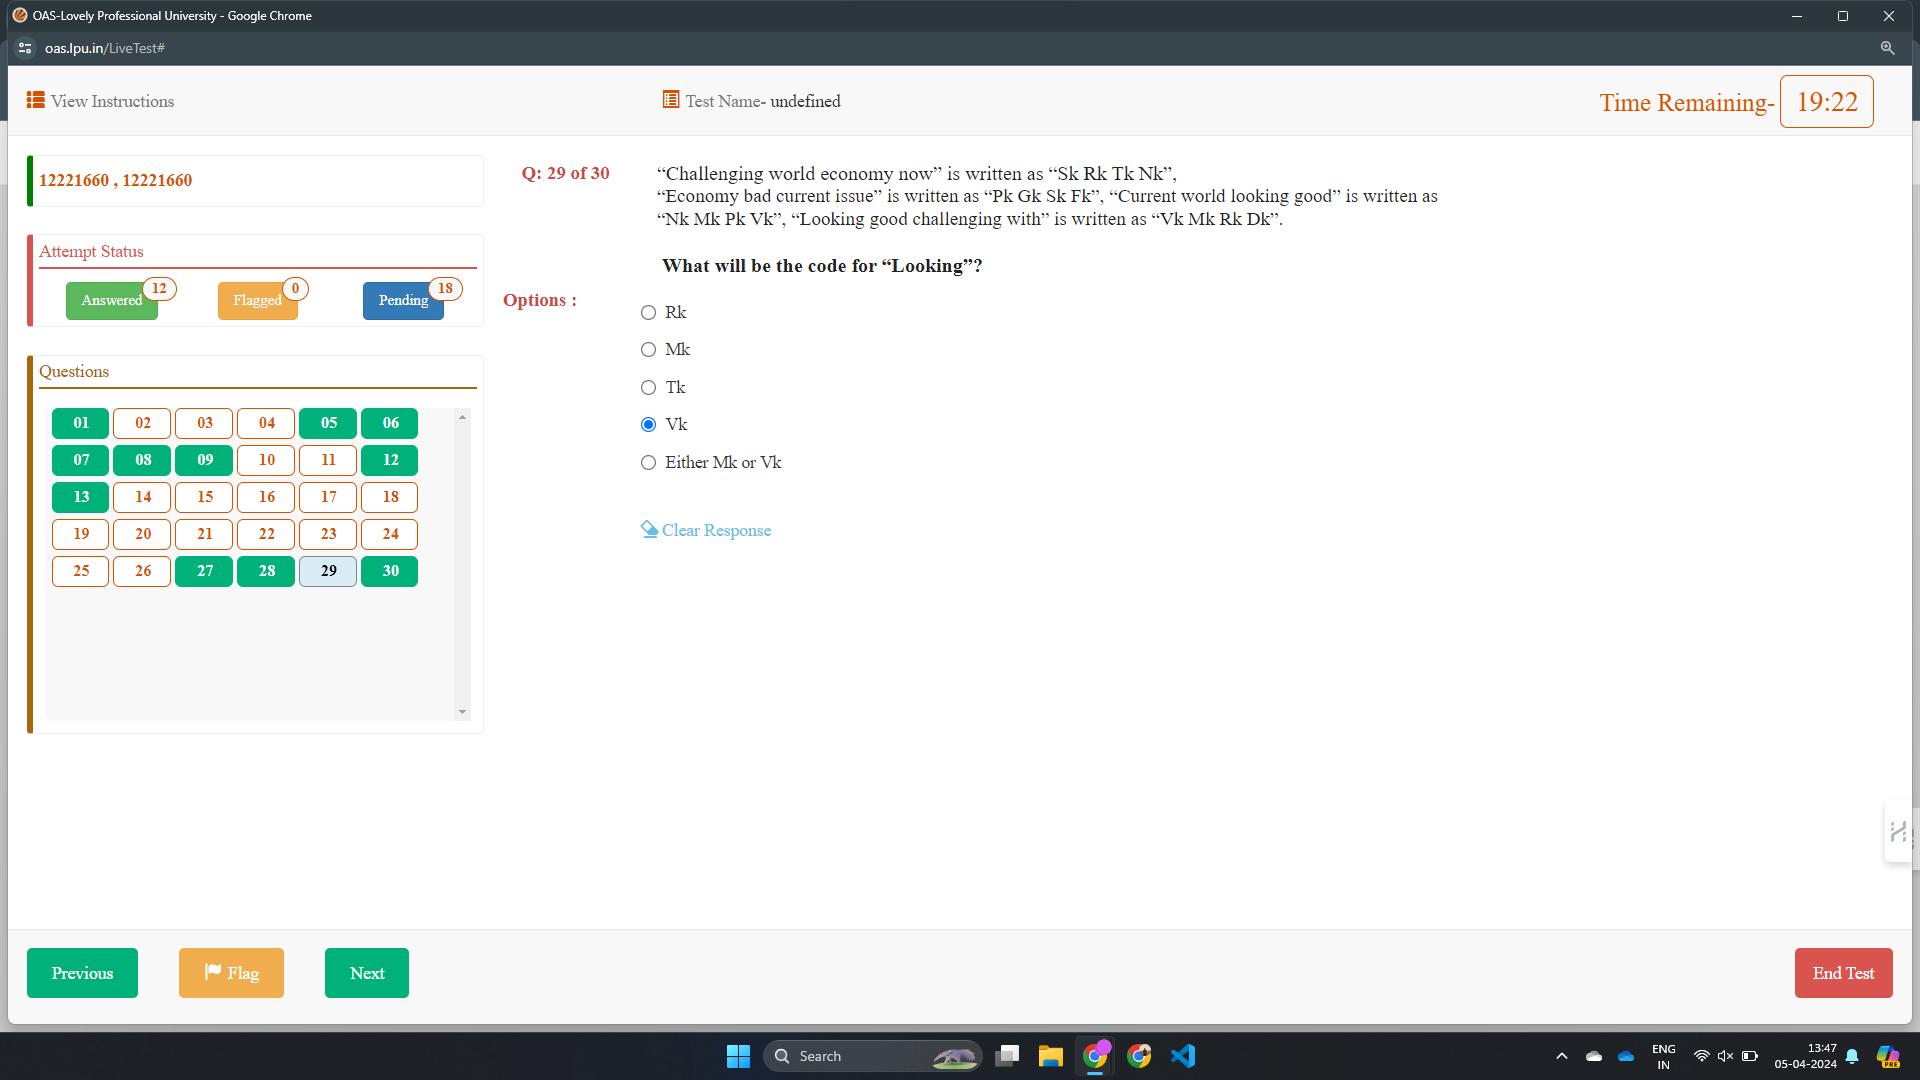 OAS-Lovely Professional University - Google Chrome
oas.lpu.in/LiveTest#
View Instructions
Test Name- undefined
Time Remaining- 19:22
12221660 , 12221660
Attempt Status
Answered 12
Flagged 0
Pending 18
Questions
01 02 03 04 05 06
07 08 09 10 11 12
13 14 15 16 17 18
19 20 21 22 23 24
25 26 27 28 29 30
Q: 29 of 30
“Challenging world economy now” is written as “Sk Rk Tk Nk”,
“Economy bad current issue” is written as “Pk Gk Sk Fk”, “Current world looking good” is written as
“Nk Mk Pk Vk”, “Looking good challenging with” is written as “Vk Mk Rk Dk”.
What will be the code for “Looking”?
Options :
Rk
Mk
Tk
Vk
Either Mk or Vk
Clear Response
Previous
Flag
Next
End Test
Search
ENG
IN
13:47
05-04-2024
PRE